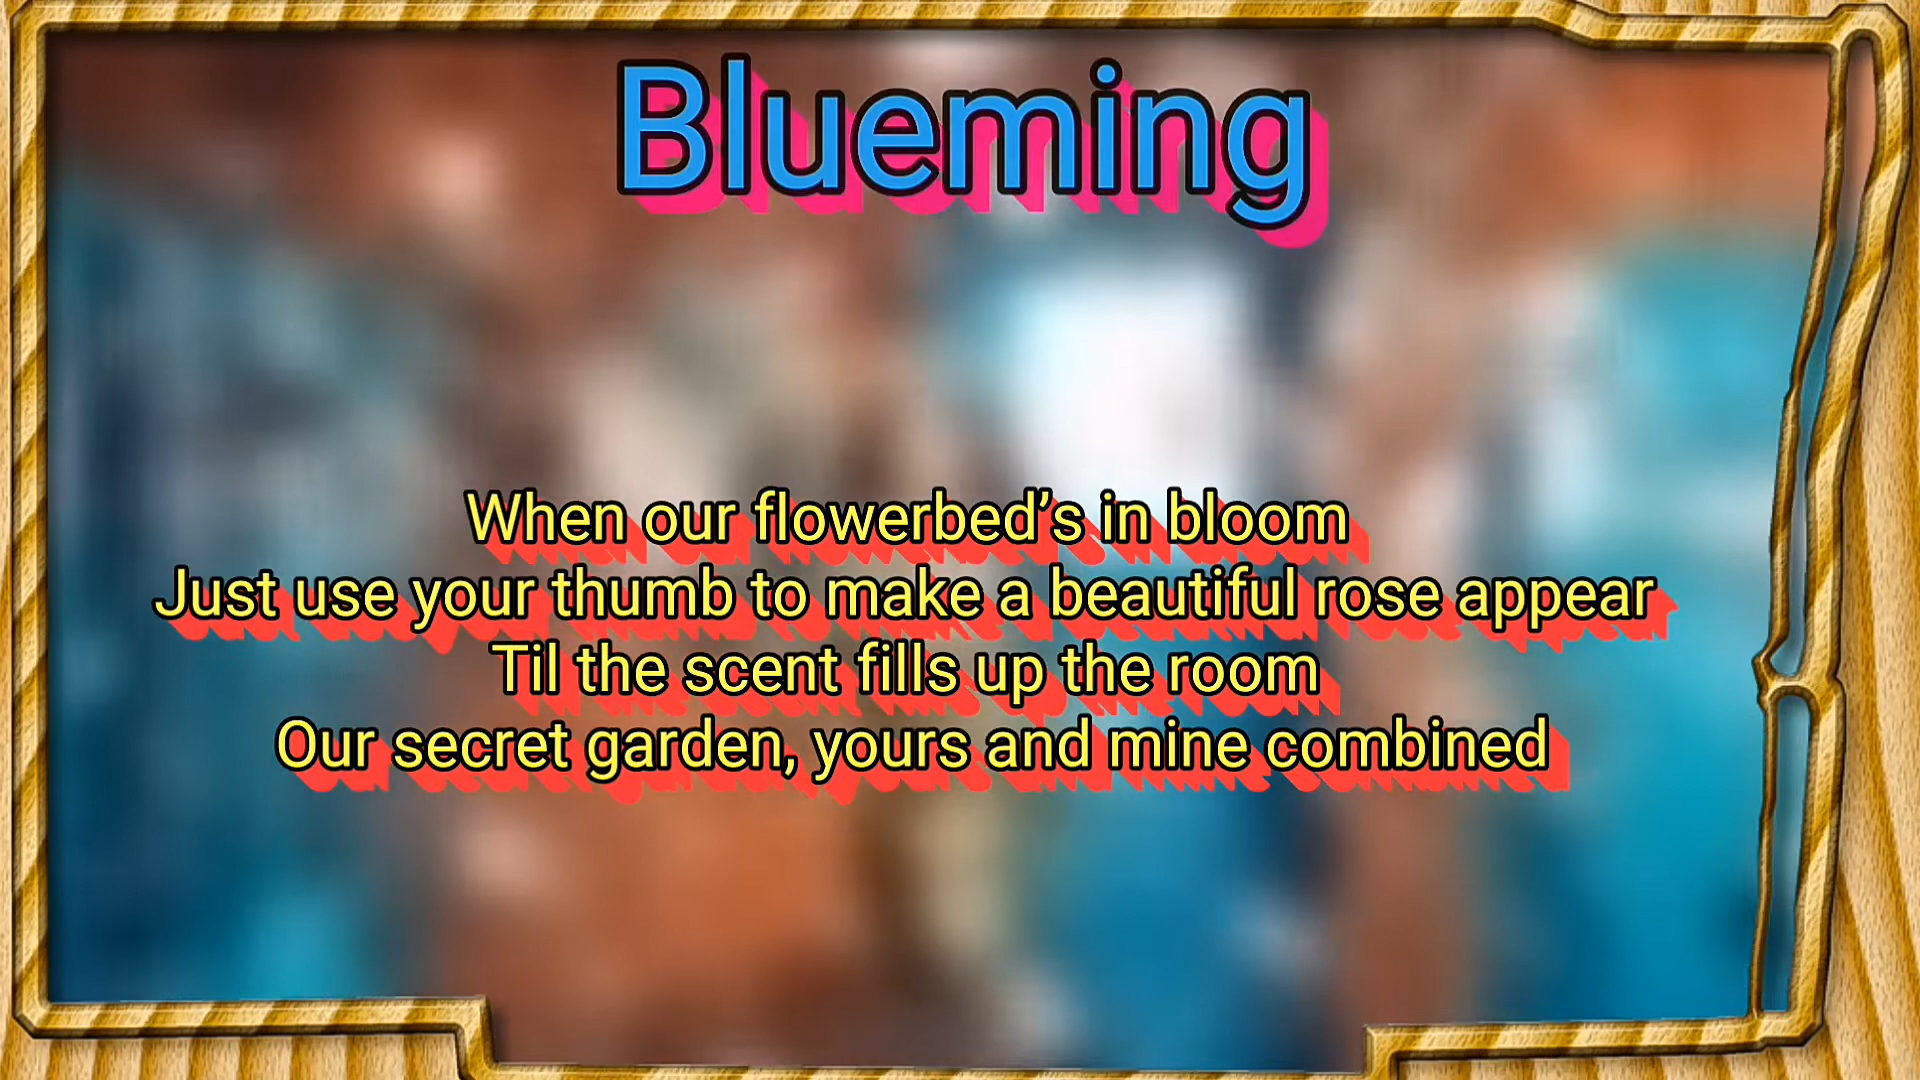 Blueming
When our flowerbed’s in bloom
Just use your thumb to make a beautiful rose appear
Til the scent fills up the room
Our secret garden, yours and mine combined